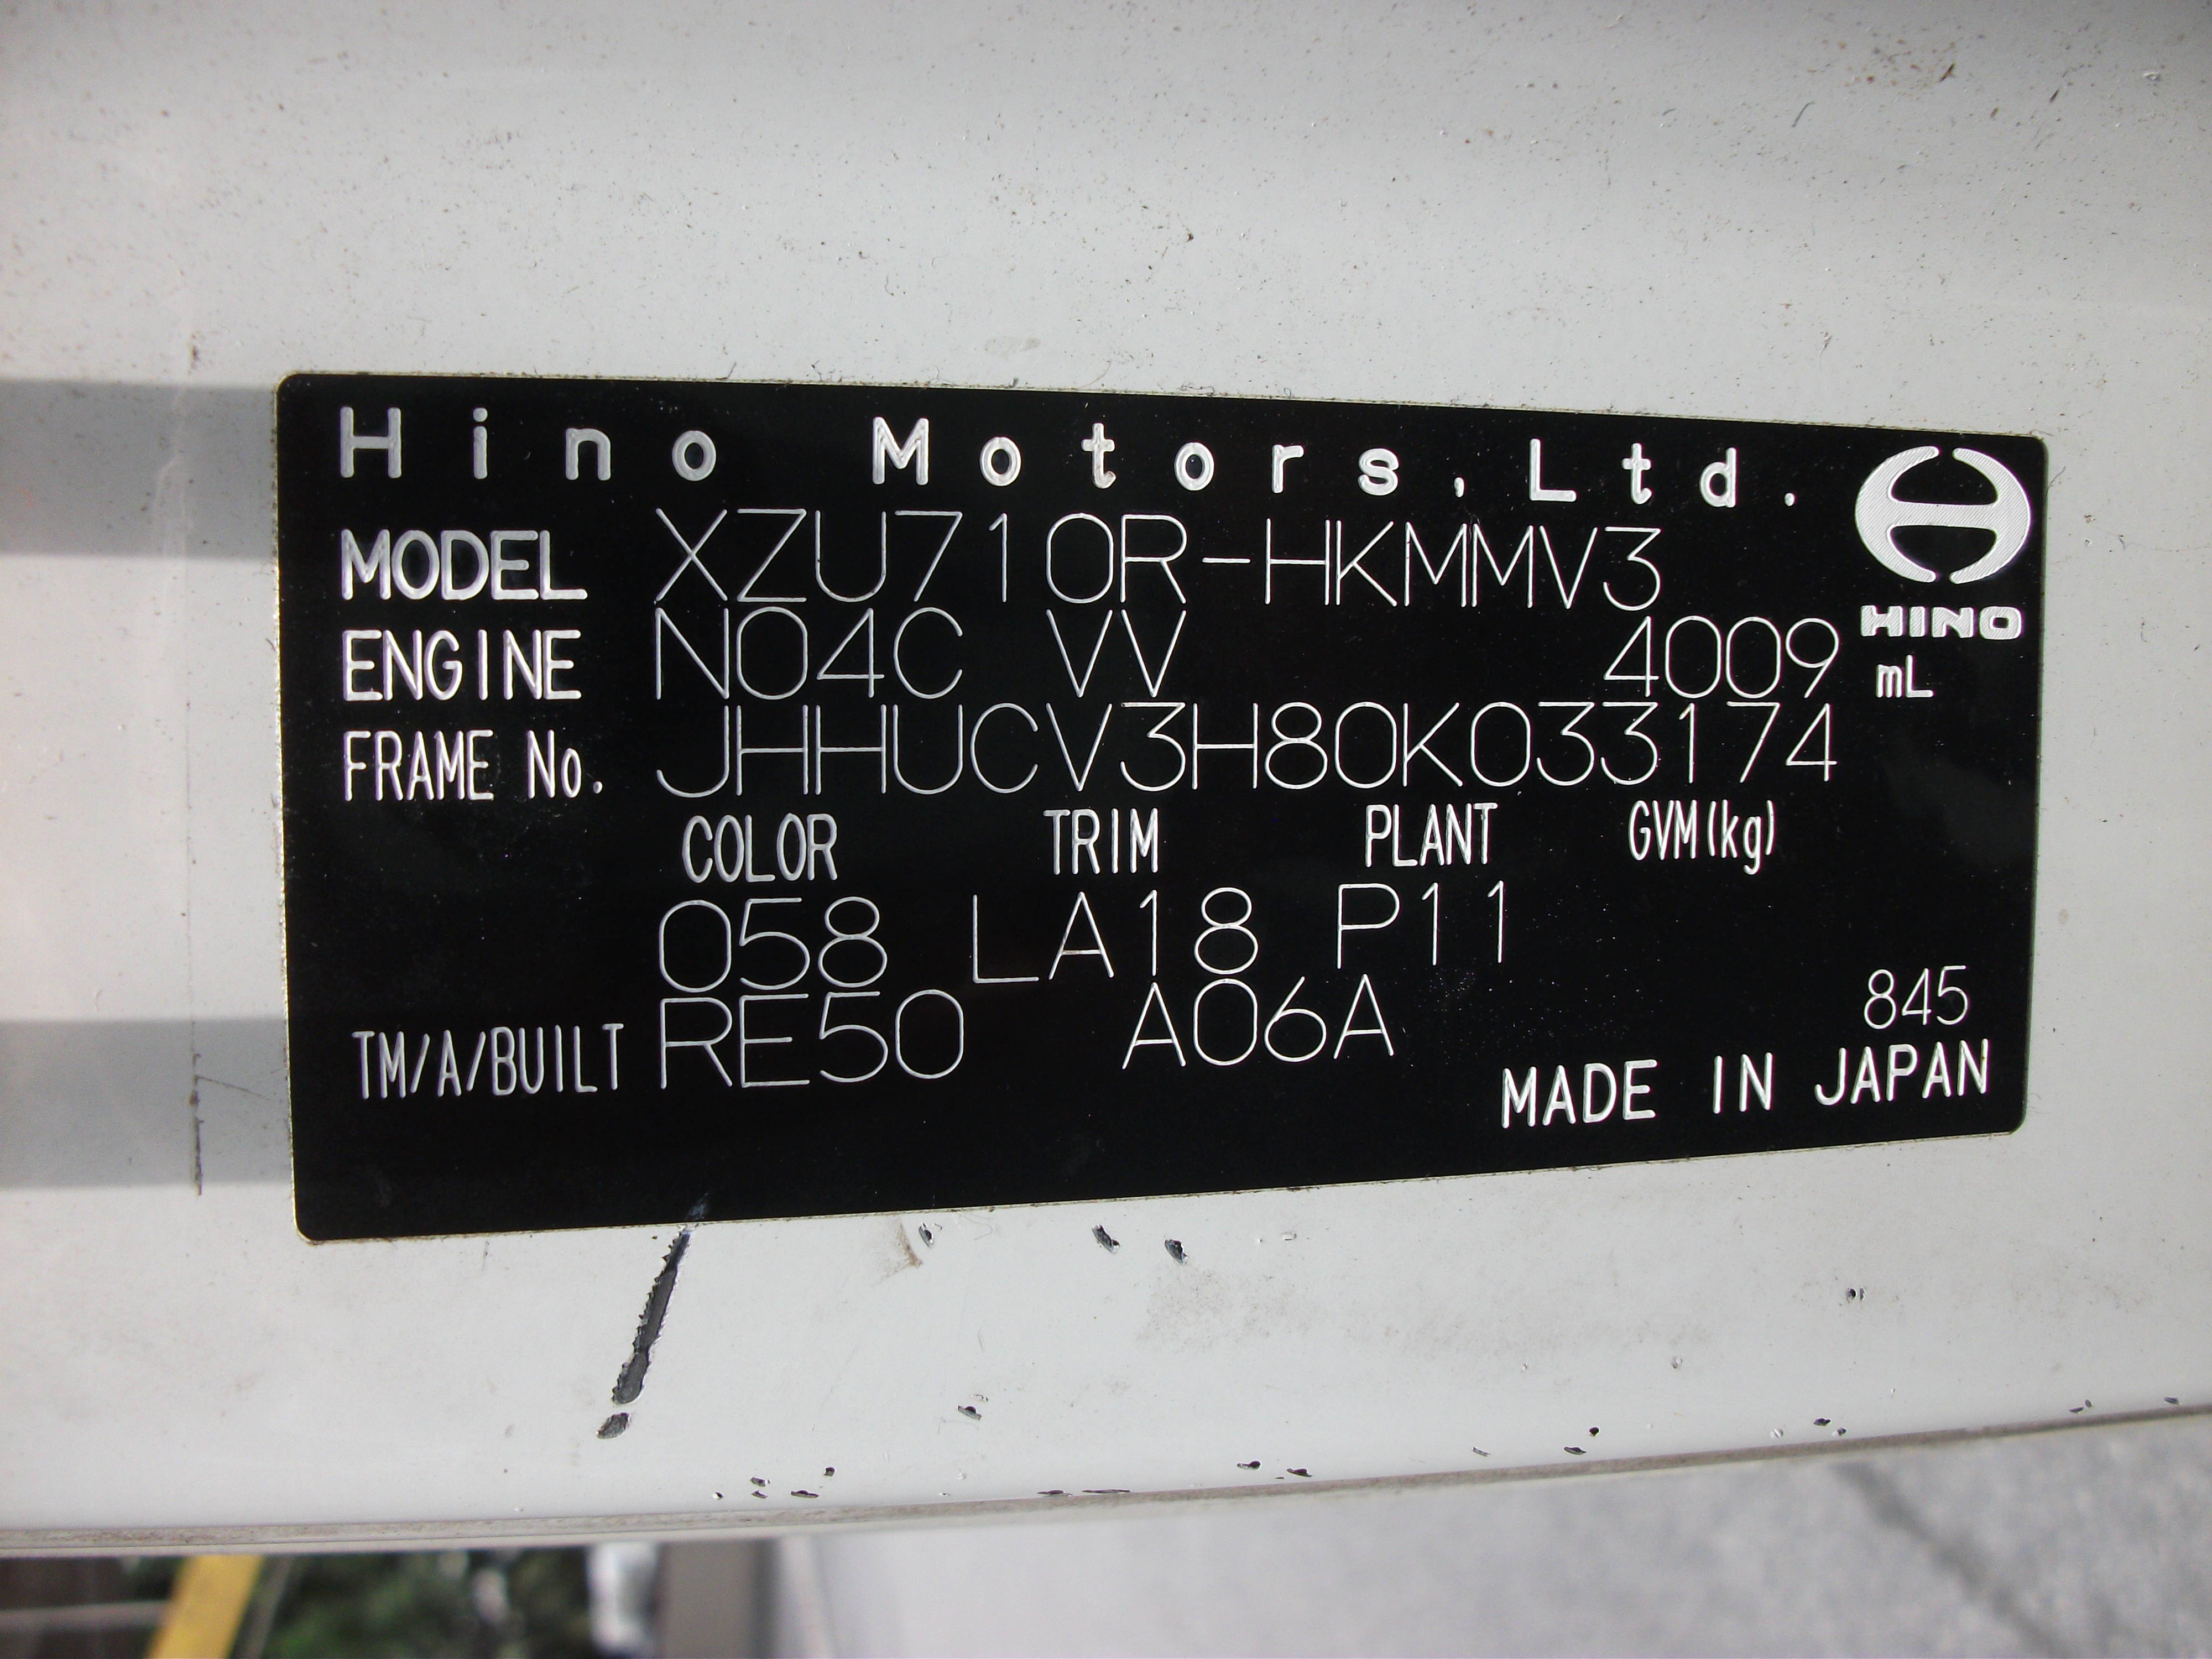 Hino Motors,Ltd.
MODEL XZU710R-HKMMV3
HINO
ENGINE N04C VV 4009 mL
FRAME No. JHHUCV3H80K033174
COLOR TRIM PLANT GVM(kg)
058 LA18 P11
TM/A/BUILT RE50 A06A 845
MADE IN JAPAN